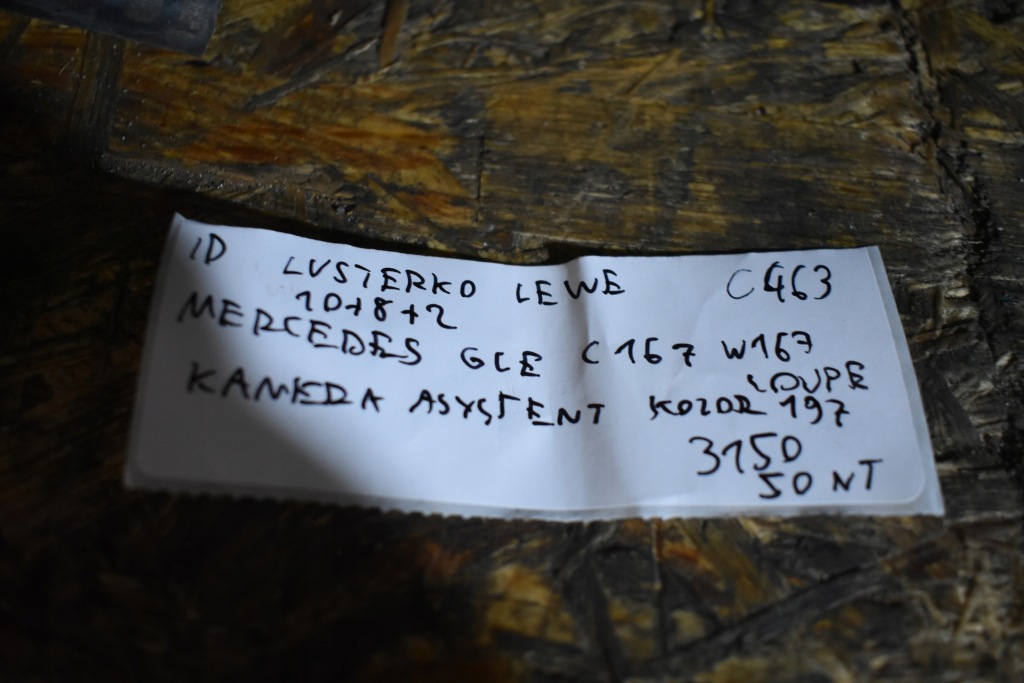 ID LUSTERKO LEWE C463
10+8+2
MERCEDES GLE C167 W167
COUPE
KAMERA ASYSTENT KOLOR 197
3150
50 NT